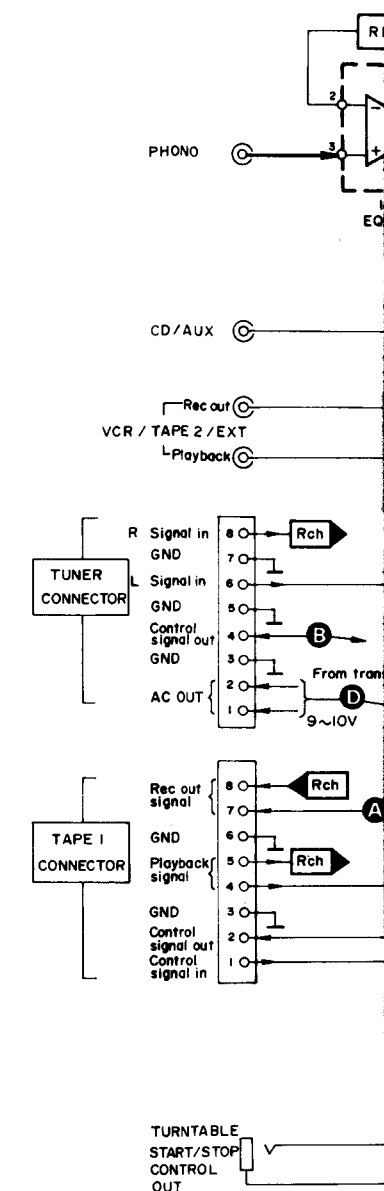 2
PHONO
3
EQ
CD/AUX
Rec out
VCR / TAPE 2 / EXT
Playback
TUNER
CONNECTOR
R Signal in 8 Rch
GND 7
L Signal in 6
GND 5
Control
signal out 4 B
GND 3
From
AC OUT 2 D
1 9~10V
TAPE 1
CONNECTOR
Rec out
signal 8 Rch
7 A
GND 6
Playback
signal 5 Rch
4
GND 3
Control
signal out 2
Control
signal in 1
TURNTABLE
START/STOP
CONTROL
OUT